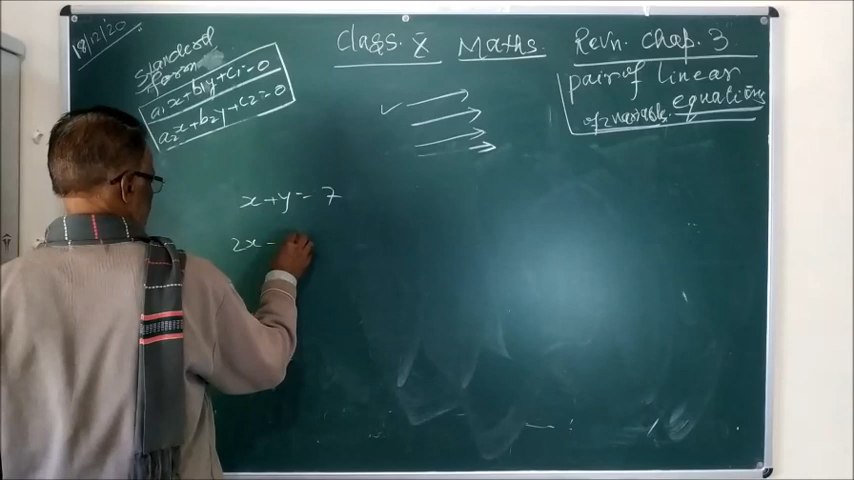 18/12/20
Class. X Maths. Revn. Chap. 3
Standard
form
a₁x+b₁y+c₁=0
a₂x+b₂y+c₂=0
pair of linear
equations
of 2 variables.
x+y=7
2x-